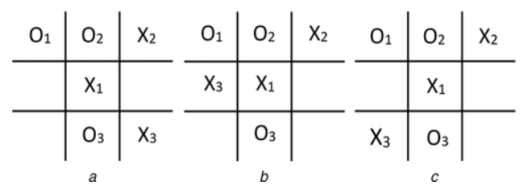 O₁ O₂ X₂ O₁ O₂ X₂ O₁ O₂ X₂
X₁ X₃ X₁ X₁
O₃ X₃ O₃ X₃ O₃
a b c